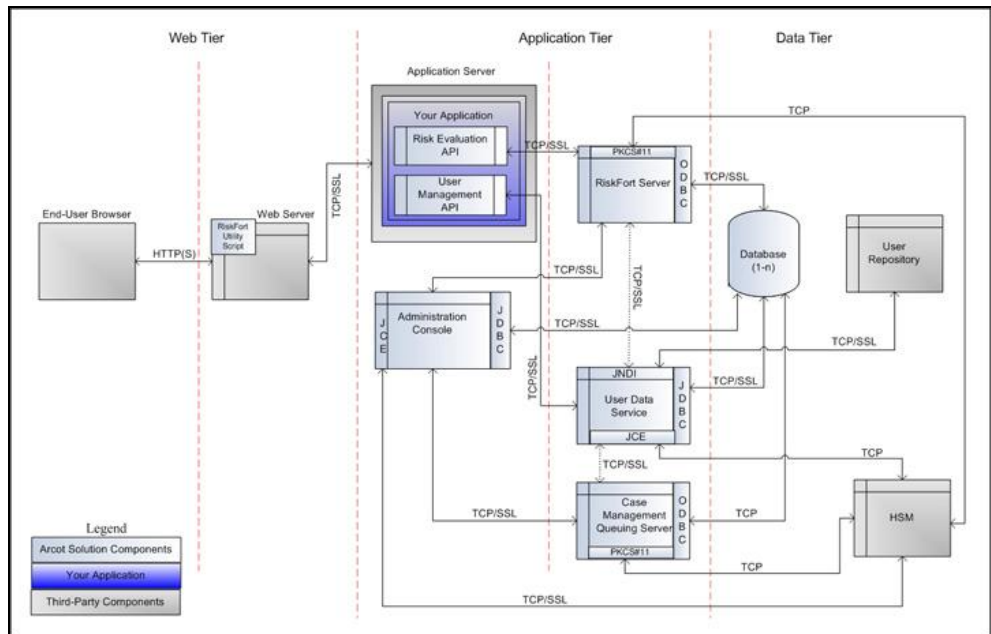 Web Tier
Application Tier
Data Tier
Application Server
Your Application
Risk Evaluation
API
User
Management
API
TCP/SSL
TCP/SSL
TCP
PKCS#11
RiskFort Server
ODBC
TCP/SSL
End-User Browser
HTTP(S)
RiskFort
Utility
Script
Web Server
Database
(1-n)
User
Repository
TCP/SSL
TCP/SSL
JCE
Administration
Console
JDBC
TCP/SSL
TCP/SSL
TCP/SSL
JNDI
User Data
Service
JCE
JDBC
TCP/SSL
TCP
TCP/SSL
Case
Management
Queuing Server
PKCS#11
ODBC
TCP/SSL
TCP
HSM
TCP
TCP/SSL
Legend
Arcot Solution Components
Your Application
Third-Party Components